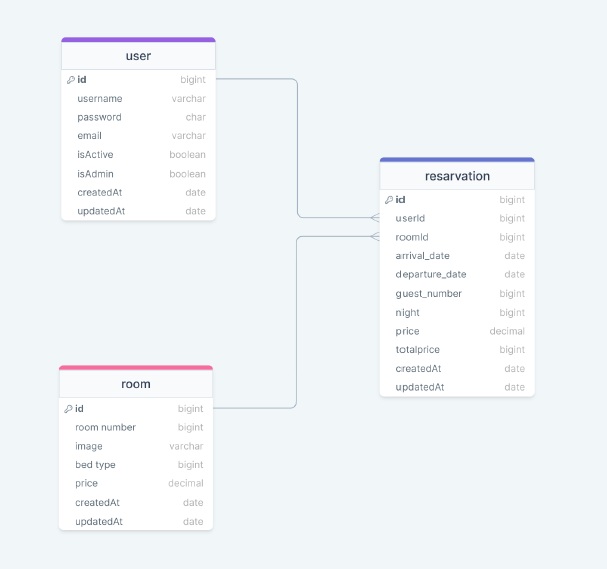 user
id bigint
username varchar
password char
email varchar
isActive boolean
isAdmin boolean
createdAt date
updatedAt date
resarvation
id bigint
userId bigint
roomId bigint
arrival_date date
departure_date date
guest_number bigint
night bigint
price decimal
totalprice bigint
createdAt date
updatedAt date
room
id bigint
room number bigint
image varchar
bed type bigint
price decimal
createdAt date
updatedAt date